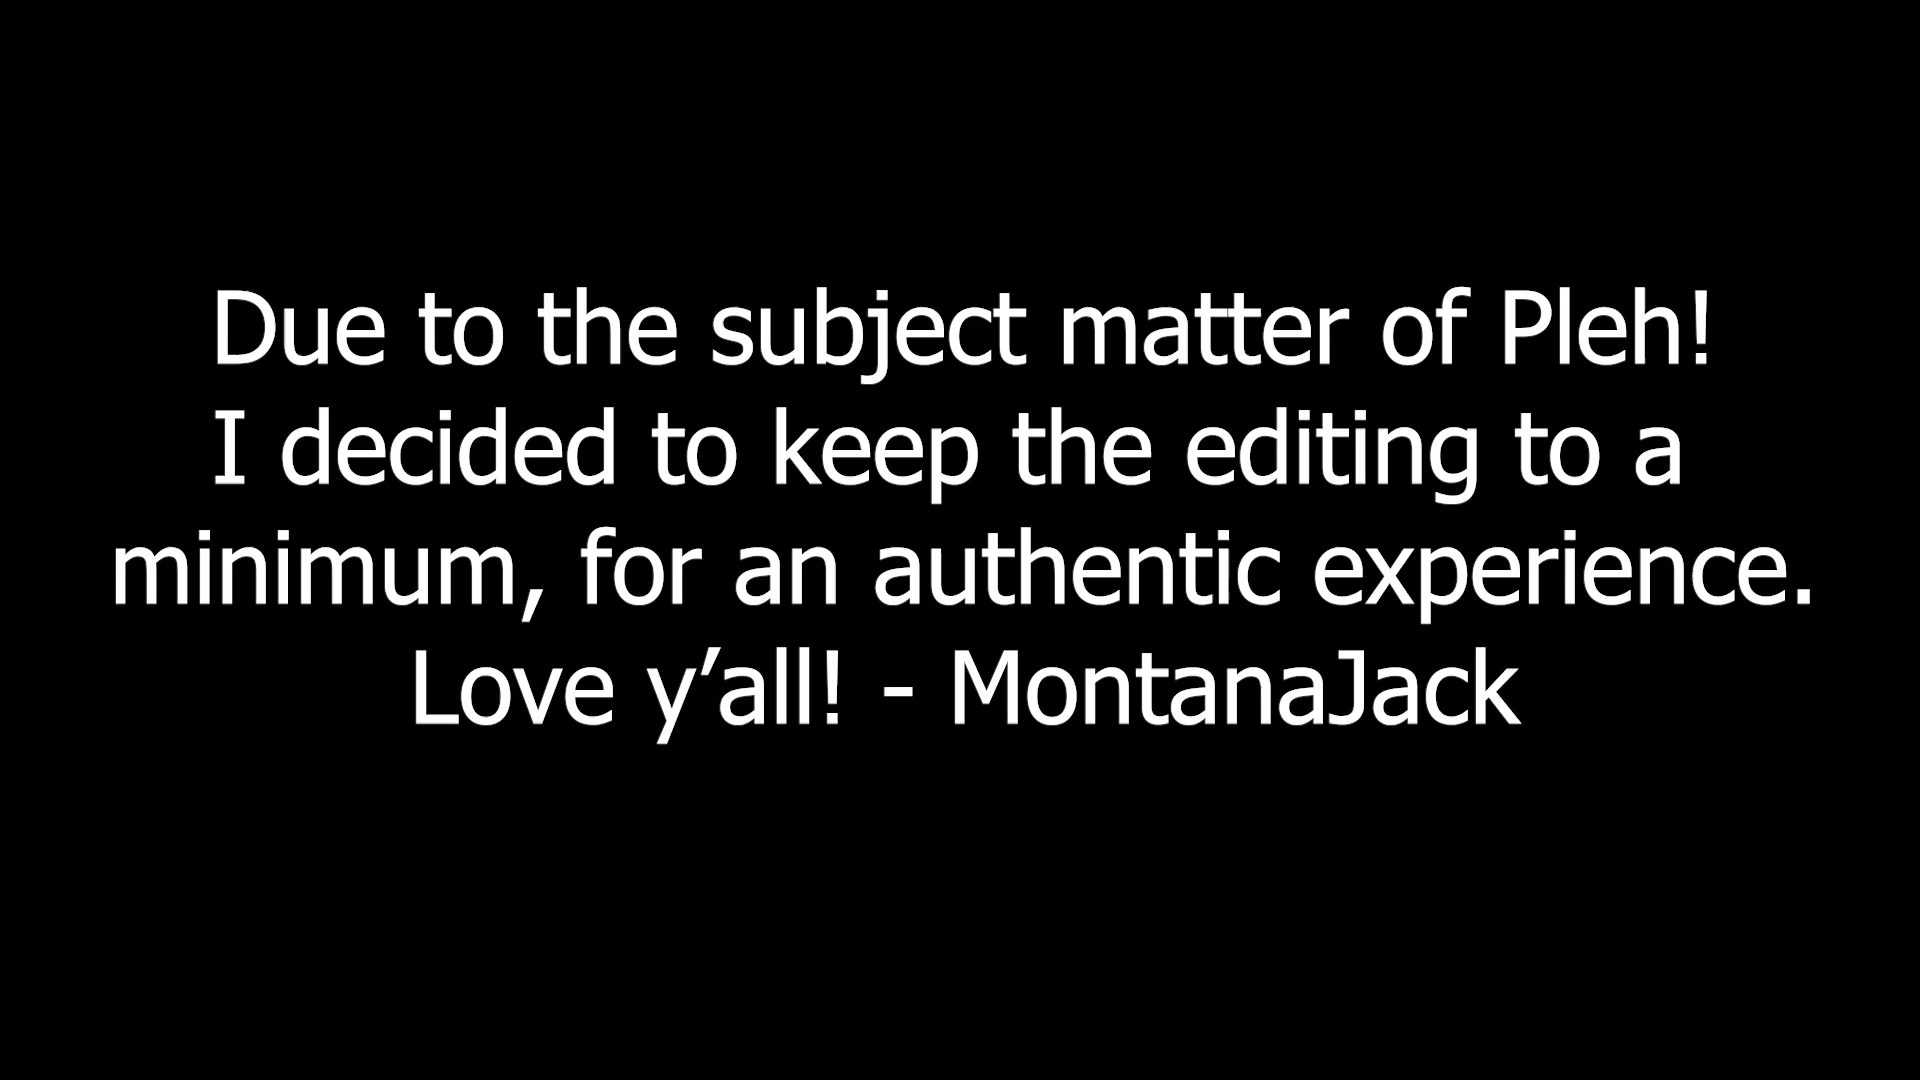 Due to the subject matter of Pleh!
I decided to keep the editing to a
minimum, for an authentic experience.
Love y’all! - MontanaJack